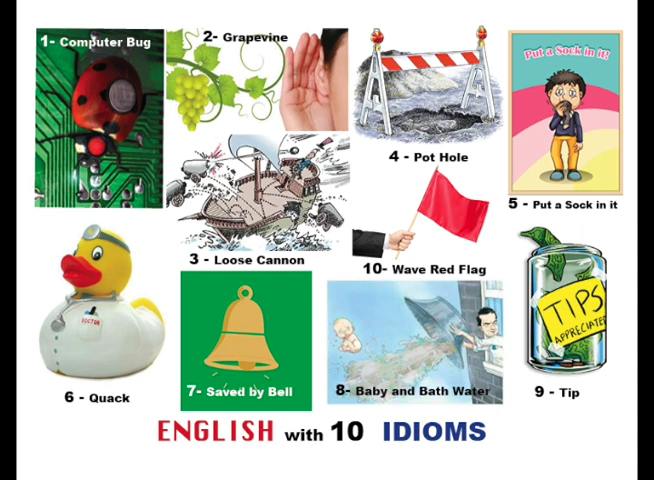 1- Computer Bug
2- Grapevine
Put a Sock in it!
4 - Pot Hole
5 - Put a Sock in it
3 - Loose Cannon
10- Wave Red Flag
DOCTOR
TIPS
APPRECIATED
6 - Quack
7- Saved by Bell
8- Baby and Bath Water
9 - Tip
ENGLISH with 10 IDIOMS